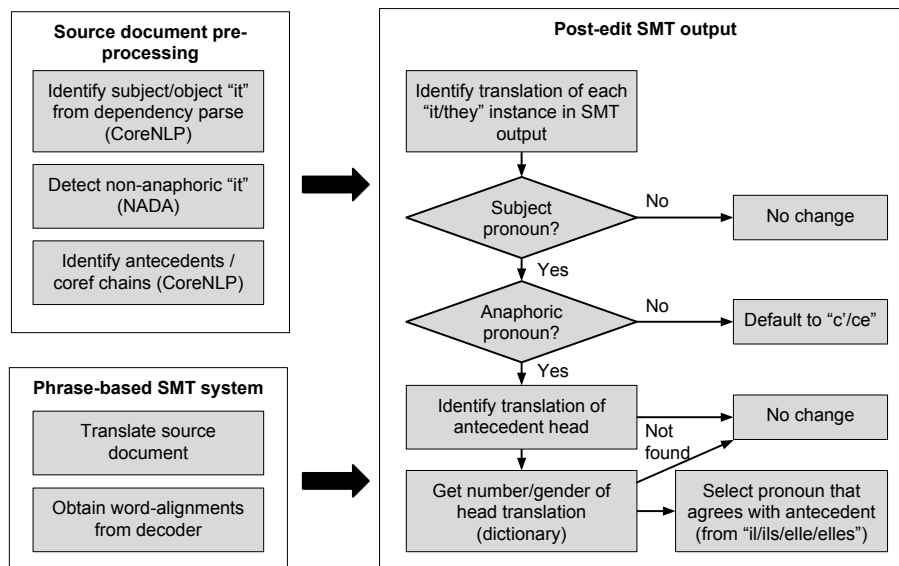 Source document pre-
processing
Identify subject/object “it”
from dependency parse
(CoreNLP)
Detect non-anaphoric “it”
(NADA)
Identify antecedents /
coref chains (CoreNLP)
Phrase-based SMT system
Translate source
document
Obtain word-alignments
from decoder
Post-edit SMT output
Identify translation of each
“it/they” instance in SMT
output
Subject
pronoun?
No
No change
Yes
Anaphoric
pronoun?
No
Default to “c’/ce”
Yes
Identify translation of
antecedent head
Not
found
No change
Get number/gender of
head translation
(dictionary)
Select pronoun that
agrees with antecedent
(from “il/ils/elle/elles”)